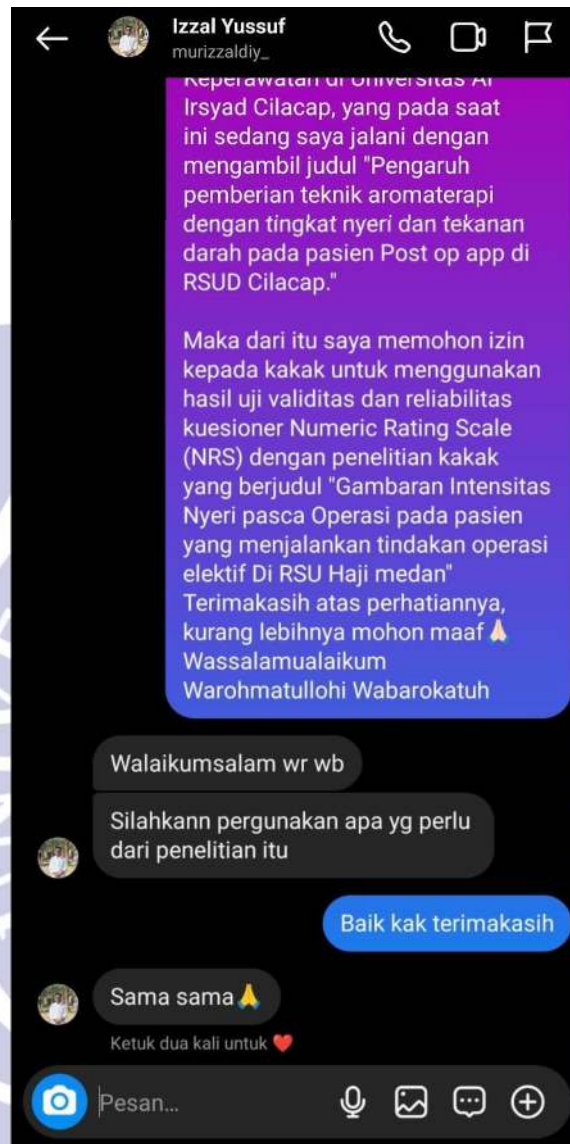 Izzal Yussuf
murizzaldiy_
Keperawatan di Universitas Al
Irsyad Cilacap, yang pada saat
ini sedang saya jalani dengan
mengambil judul "Pengaruh
pemberian teknik aromaterapi
dengan tingkat nyeri dan tekanan
darah pada pasien Post op app di
RSUD Cilacap."
Maka dari itu saya memohon izin
kepada kakak untuk menggunakan
hasil uji validitas dan reliabilitas
kuesioner Numeric Rating Scale
(NRS) dengan penelitian kakak
yang berjudul "Gambaran Intensitas
Nyeri pasca Operasi pada pasien
yang menjalankan tindakan operasi
elektif Di RSU Haji medan"
Terimakasih atas perhatiannya,
kurang lebihnya mohon maaf🙏🏻
Wassalamualaikum
Warohmatullohi Wabarokatuh
Walaikumsalam wr wb
Silahkann pergunakan apa yg perlu
dari penelitian itu
Baik kak terimakasih
Sama sama🙏
Ketuk dua kali untuk ❤️
Pesan...